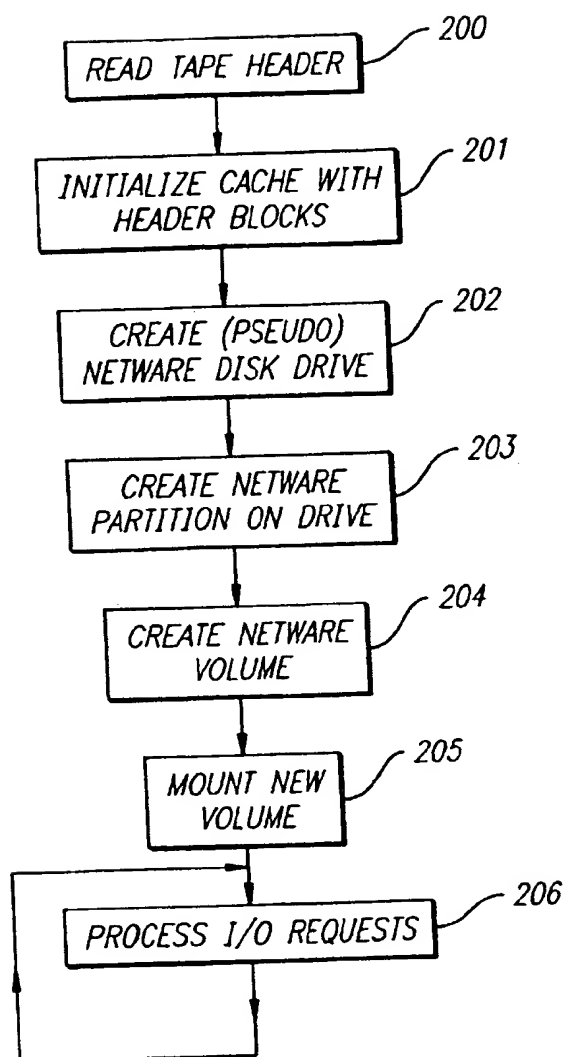 200
READ TAPE HEADER
201
INITIALIZE CACHE WITH
HEADER BLOCKS
202
CREATE (PSEUDO)
NETWARE DISK DRIVE
203
CREATE NETWARE
PARTITION ON DRIVE
204
CREATE NETWARE
VOLUME
205
MOUNT NEW
VOLUME
206
PROCESS I/O REQUESTS